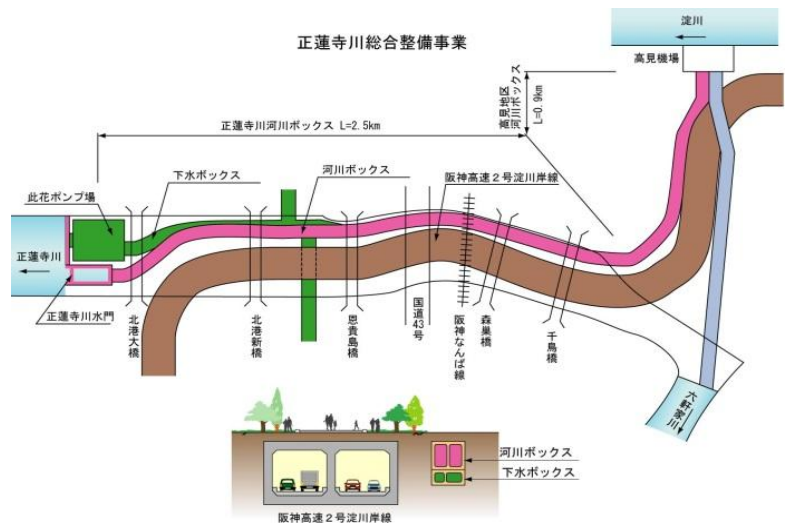 正蓮寺川総合整備事業
淀川
高見機場
高見地区
河川ボックス
L=0.9km
正蓮寺川河川ボックス L=2.5km
下水ボックス
河川ボックス
阪神高速2号淀川岸線
此花ポンプ場
正蓮寺川
正蓮寺川水門
北港大橋
北港新橋
恩貴島橋
国道43号
阪神なんば線
森巣橋
千鳥橋
六軒家川
河川ボックス
下水ボックス
阪神高速2号淀川岸線